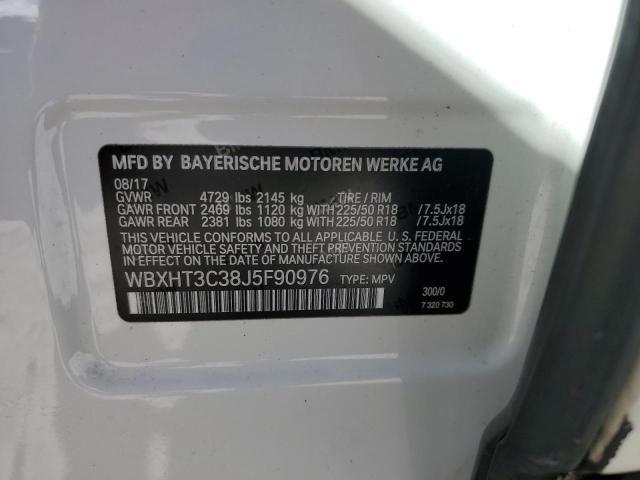 MFD BY BAYERISCHE MOTOREN WERKE AG
08/17
GVWR 4729 lbs 2145 kg TIRE / RIM
GAWR FRONT 2469 lbs 1120 kg WITH 225/50 R18 /7.5Jx18
GAWR REAR 2381 lbs 1080 kg WITH 225/50 R18 /7.5Jx18
THIS VEHICLE CONFORMS TO ALL APPLICABLE U. S. FEDERAL
MOTOR VEHICLE SAFETY AND THEFT PREVENTION STANDARDS
IN EFFECT ON THE DATE OF MANUFACTURE SHOWN ABOVE.
WBXHT3C38J5F90976 TYPE: MPV
300/0
7 320 730